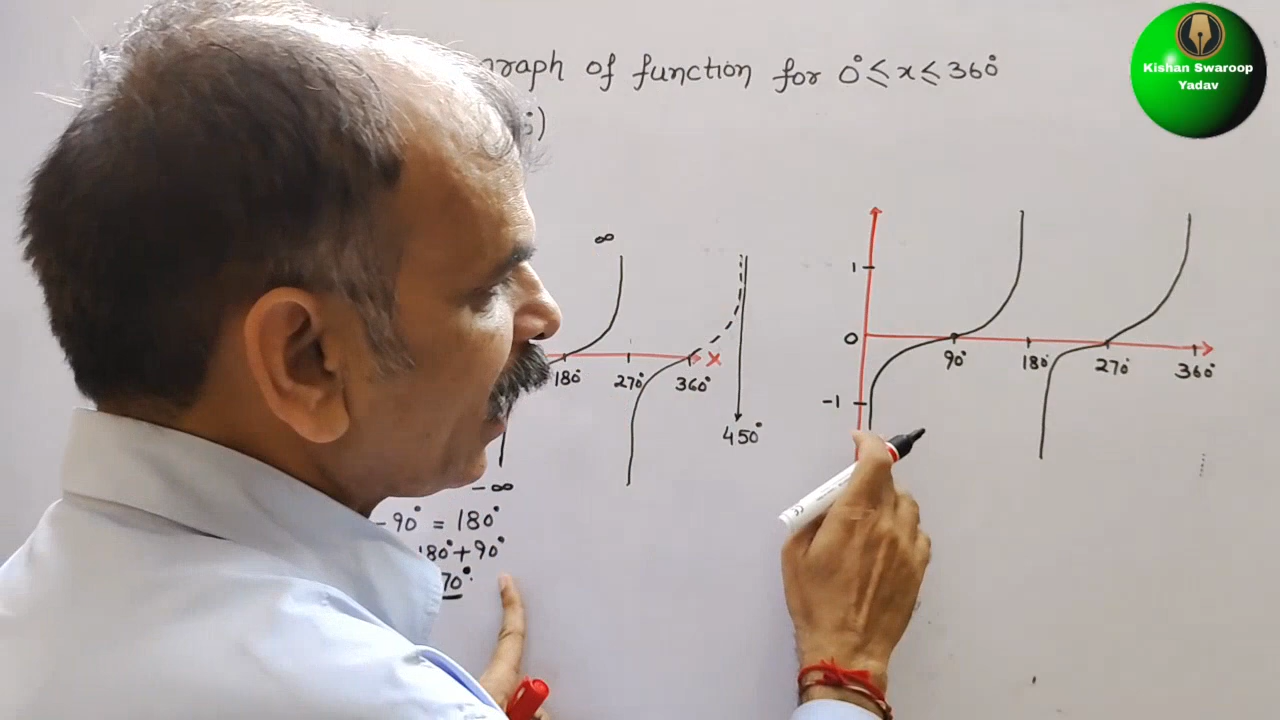 graph of function for 0° ≤ x ≤ 360°
Kishan Swaroop
Yadav
∞
180° 270° 360° x
450°
-∞
- 90° = 180°
180° + 90°
70°
1
0
-1
90° 180° 270° 360°